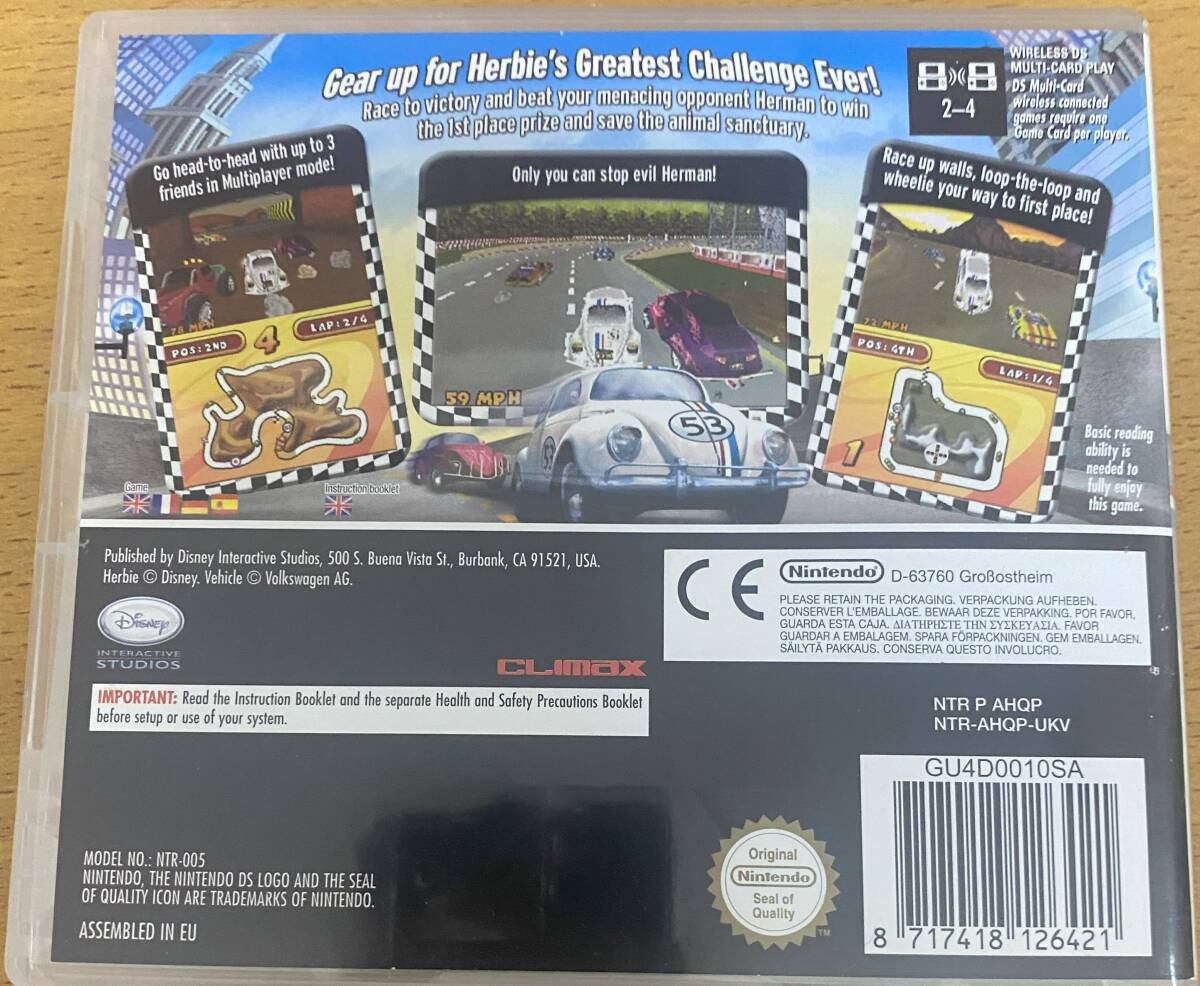 Gear up for Herbie's Greatest Challenge Ever!
Race to victory and beat your menacing opponent Herman to win
the 1st place prize and save the animal sanctuary.
2–4
WIRELESS DS
MULTI-CARD PLAY
DS Multi-Card
wireless connected
games require one
Game Card per player.
Go head-to-head with up to 3
friends in Multiplayer mode!
78 MPH
POS: 2ND
4
LAP: 2/4
Only you can stop evil Herman!
59 MPH
53
53
Race up walls, loop-the-loop and
wheelie your way to first place!
72 MPH
POS: 4TH
LAP: 1/4
1
Basic reading
ability is
needed to
fully enjoy
this game.
Game
Instruction booklet
Published by Disney Interactive Studios, 500 S. Buena Vista St., Burbank, CA 91521, USA.
Herbie © Disney. Vehicle © Volkswagen AG.
Disney
INTERACTIVE
STUDIOS
CLIMAX
IMPORTANT: Read the Instruction Booklet and the separate Health and Safety Precautions Booklet
before setup or use of your system.
CE
Nintendo® D-63760 Großostheim
PLEASE RETAIN THE PACKAGING. VERPACKUNG AUFHEBEN.
CONSERVER L'EMBALLAGE. BEWAAR DEZE VERPAKKING. POR FAVOR,
GUARDA ESTA CAJA. ΔΙΑΤΗΡΗΣΤΕ ΤΗΝ ΣΥΣΚΕΥΑΣΙΑ. FAVOR
GUARDAR A EMBALAGEM. SPARA FÖRPACKNINGEN. GEM EMBALLAGEN.
SÄILYTÄ PAKKAUS. CONSERVA QUESTO INVOLUCRO.
NTR P AHQP
NTR-AHQP-UKV
GU4D0010SA
8 717418 126421
Original
Nintendo®
Seal of
Quality
TM
MODEL NO.: NTR-005
NINTENDO, THE NINTENDO DS LOGO AND THE SEAL
OF QUALITY ICON ARE TRADEMARKS OF NINTENDO.
ASSEMBLED IN EU